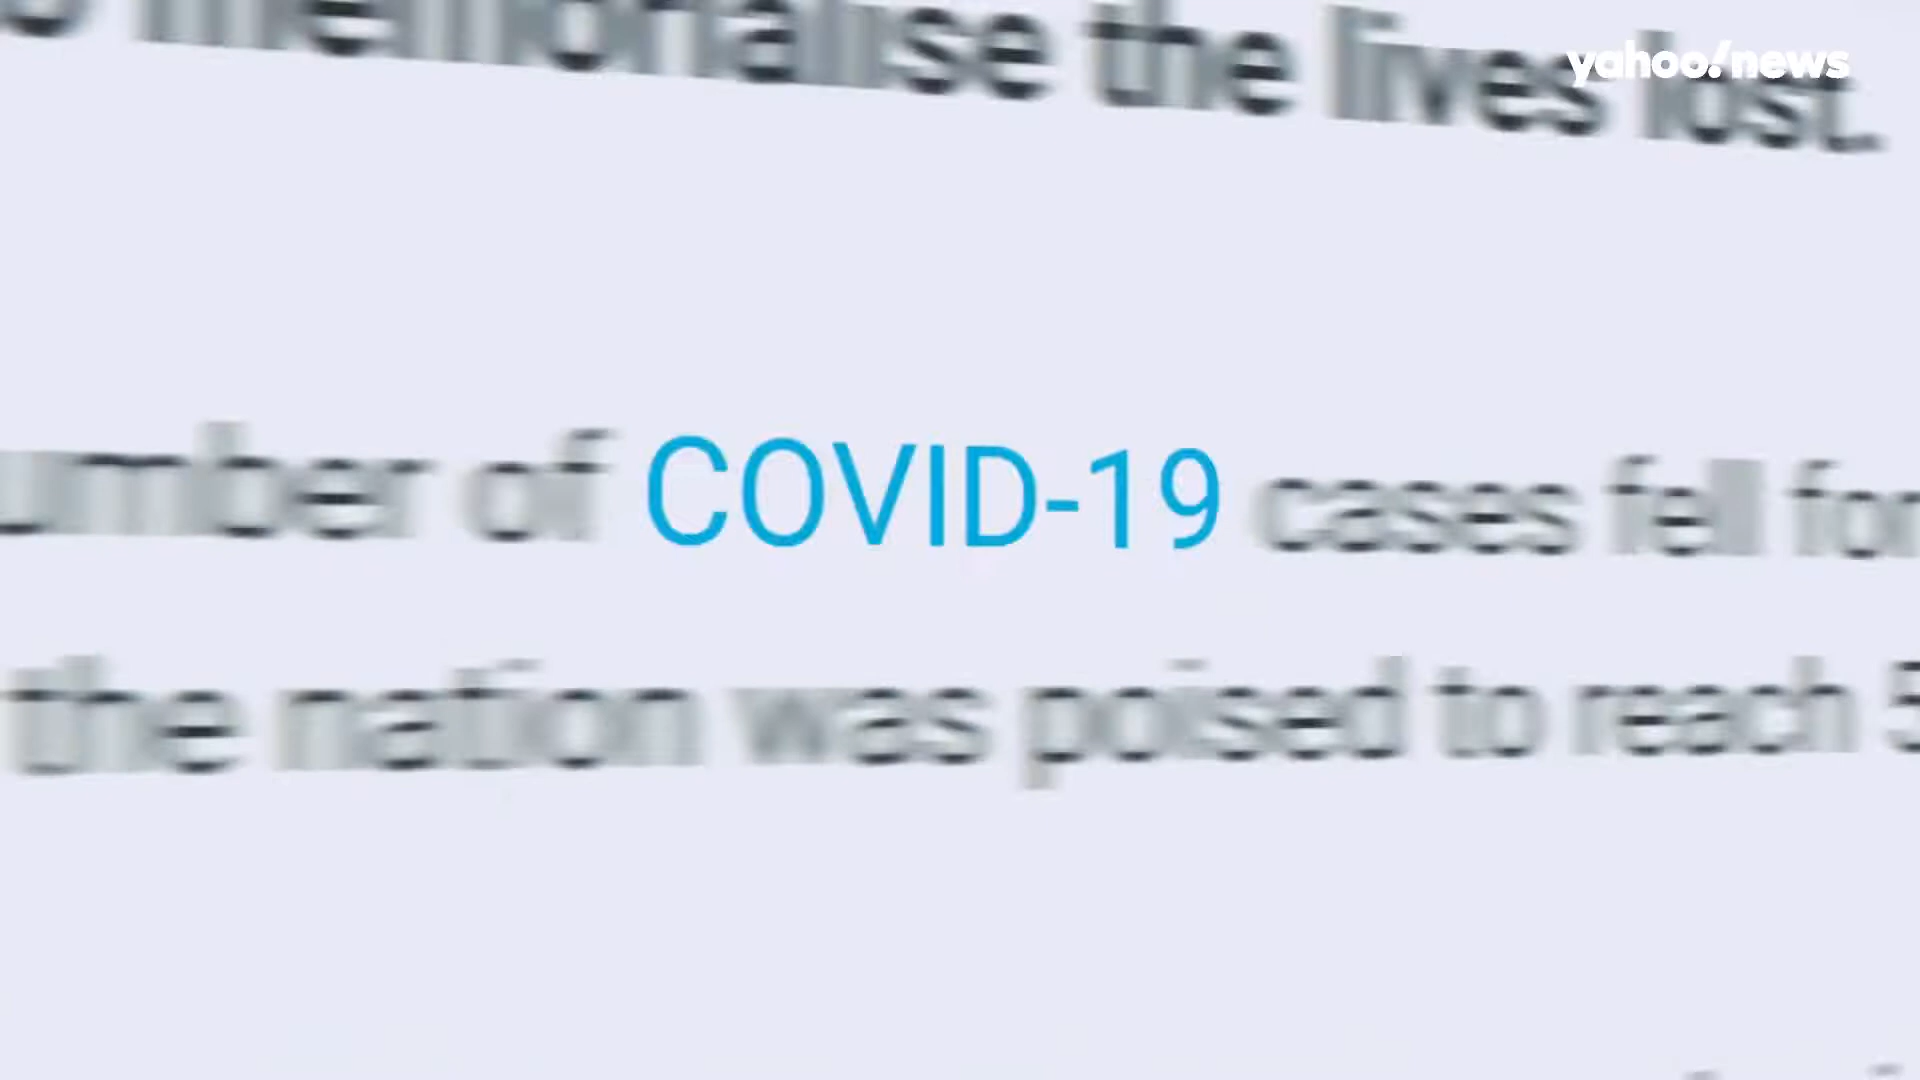 memorialise the lives lost.
yahoo!news
umber of COVID-19 cases fell for
the nation was poised to reach 5